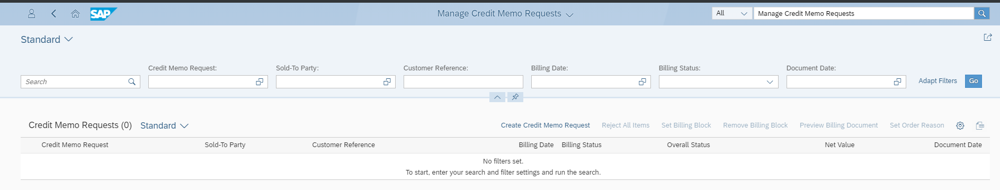 SAP Manage Credit Memo Requests All Manage Credit Memo Requests
Standard
Credit Memo Request: Sold-To Party: Customer Reference: Billing Date: Billing Status: Document Date:
Search Adapt Filters Go
Credit Memo Requests (0) Standard Create Credit Memo Request Reject All Items Set Billing Block Remove Billing Block Preview Billing Document Set Order Reason
Credit Memo Request Sold-To Party Customer Reference Billing Date Billing Status Overall Status Net Value Document Date
No filters set.
To start, enter your search and filter settings and run the search.